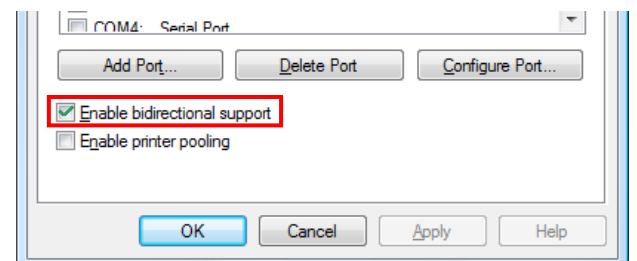 COM4: Serial Port
Add Port... Delete Port Configure Port...
Enable bidirectional support
Enable printer pooling
OK Cancel Apply Help